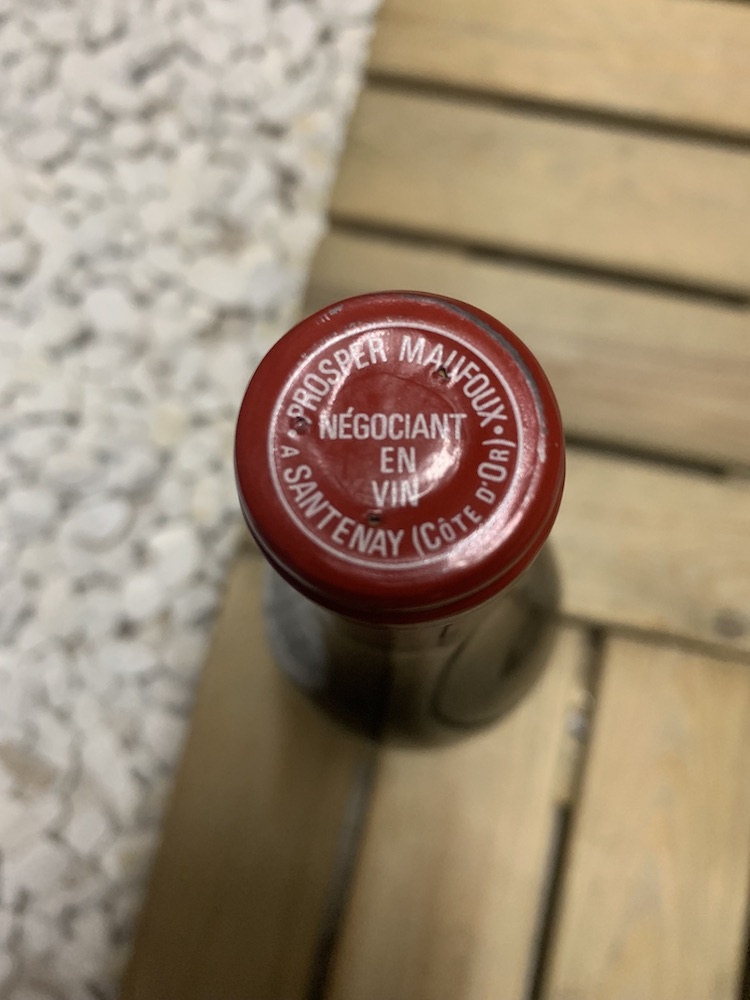 PROSPER MAUFOUX
NÉGOCIANT
EN
VIN
A SANTENAY (CÔTE D'OR)